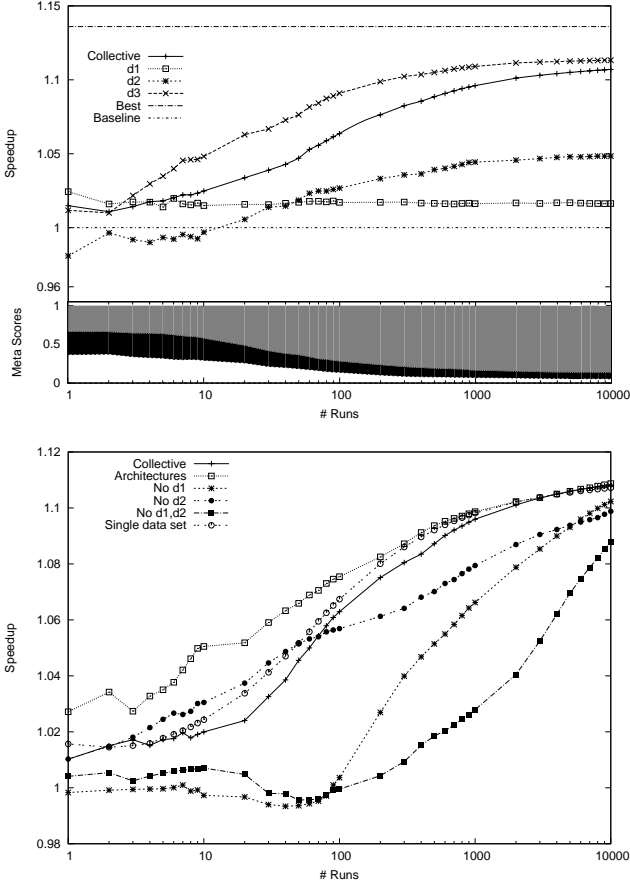 1.15
1.1
1.05
1
0.96
Speedup
Collective
d1
d2
d3
Best
Baseline
1
0.5
0
Meta Scores
1 10 100 1000 10000
# Runs
1.12
1.1
1.08
1.06
1.04
1.02
1
0.98
Speedup
Collective
Architectures
No d1
No d2
No d1,d2
Single data set
1 10 100 1000 10000
# Runs